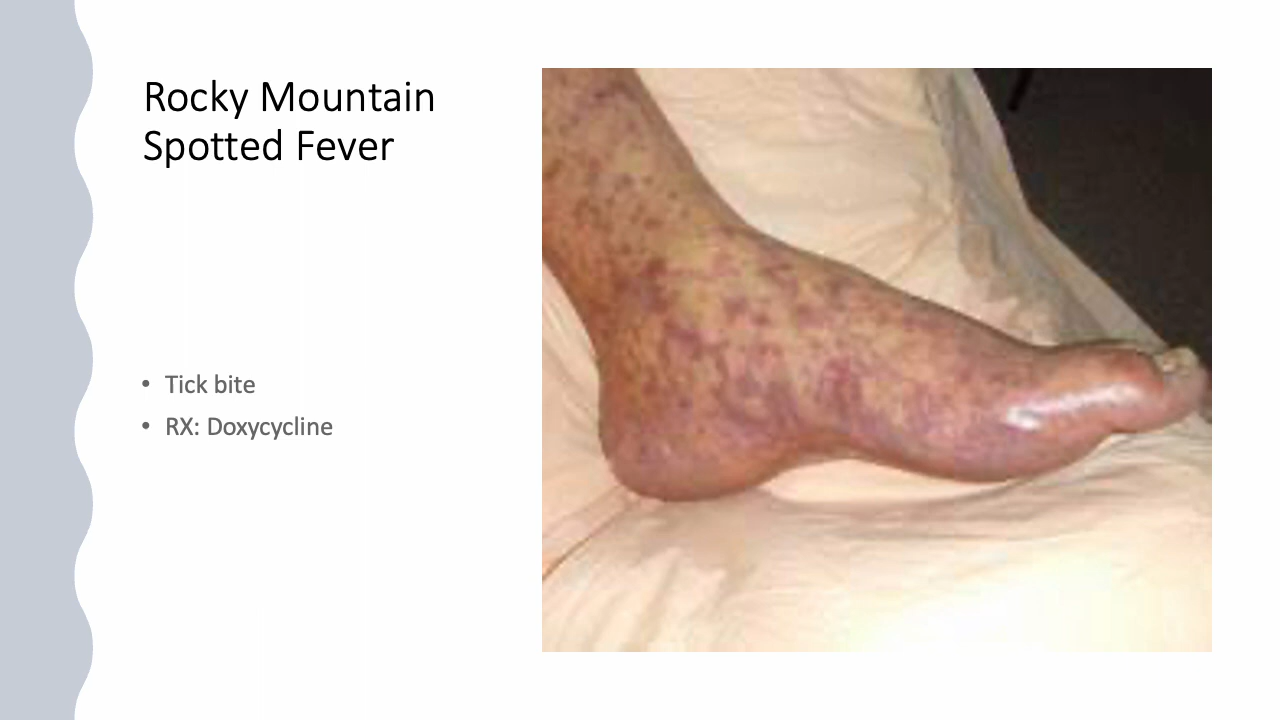 Rocky Mountain
Spotted Fever
• Tick bite
• RX: Doxycycline